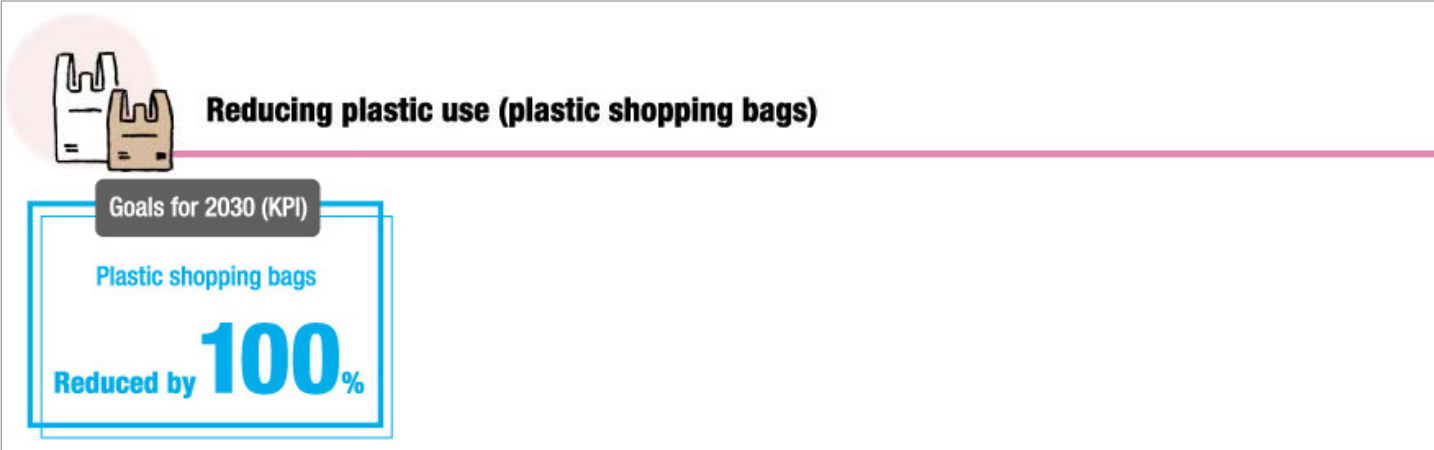 Reducing plastic use (plastic shopping bags)
Goals for 2030 (KPI)
Plastic shopping bags
Reduced by 100%